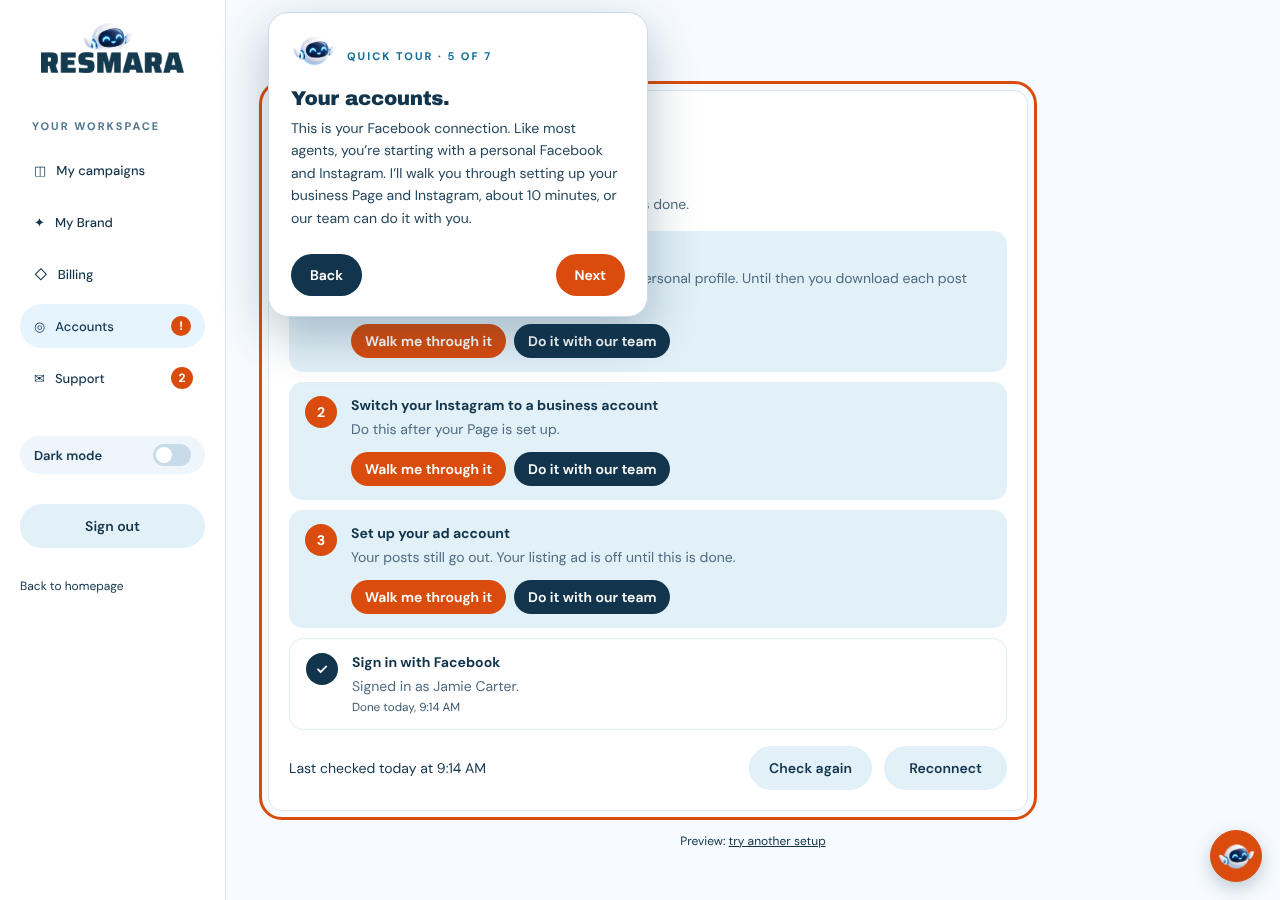 RESMARA
YOUR WORKSPACE
My campaigns
My Brand
Billing
Accounts
!
Support
2
Dark mode
Sign out
Back to homepage
QUICK TOUR · 5 OF 7
Your accounts.
This is your Facebook connection. Like most
agents, you’re starting with a personal Facebook
and Instagram. I’ll walk you through setting up your
business Page and Instagram, about 10 minutes, or
our team can do it with you.
Back
Next
done.
personal profile. Until then you download each post
Walk me through it
Do it with our team
2
Switch your Instagram to a business account
Do this after your Page is set up.
Walk me through it
Do it with our team
3
Set up your ad account
Your posts still go out. Your listing ad is off until this is done.
Walk me through it
Do it with our team
Sign in with Facebook
Signed in as Jamie Carter.
Done today, 9:14 AM
Last checked today at 9:14 AM
Check again
Reconnect
Preview: try another setup